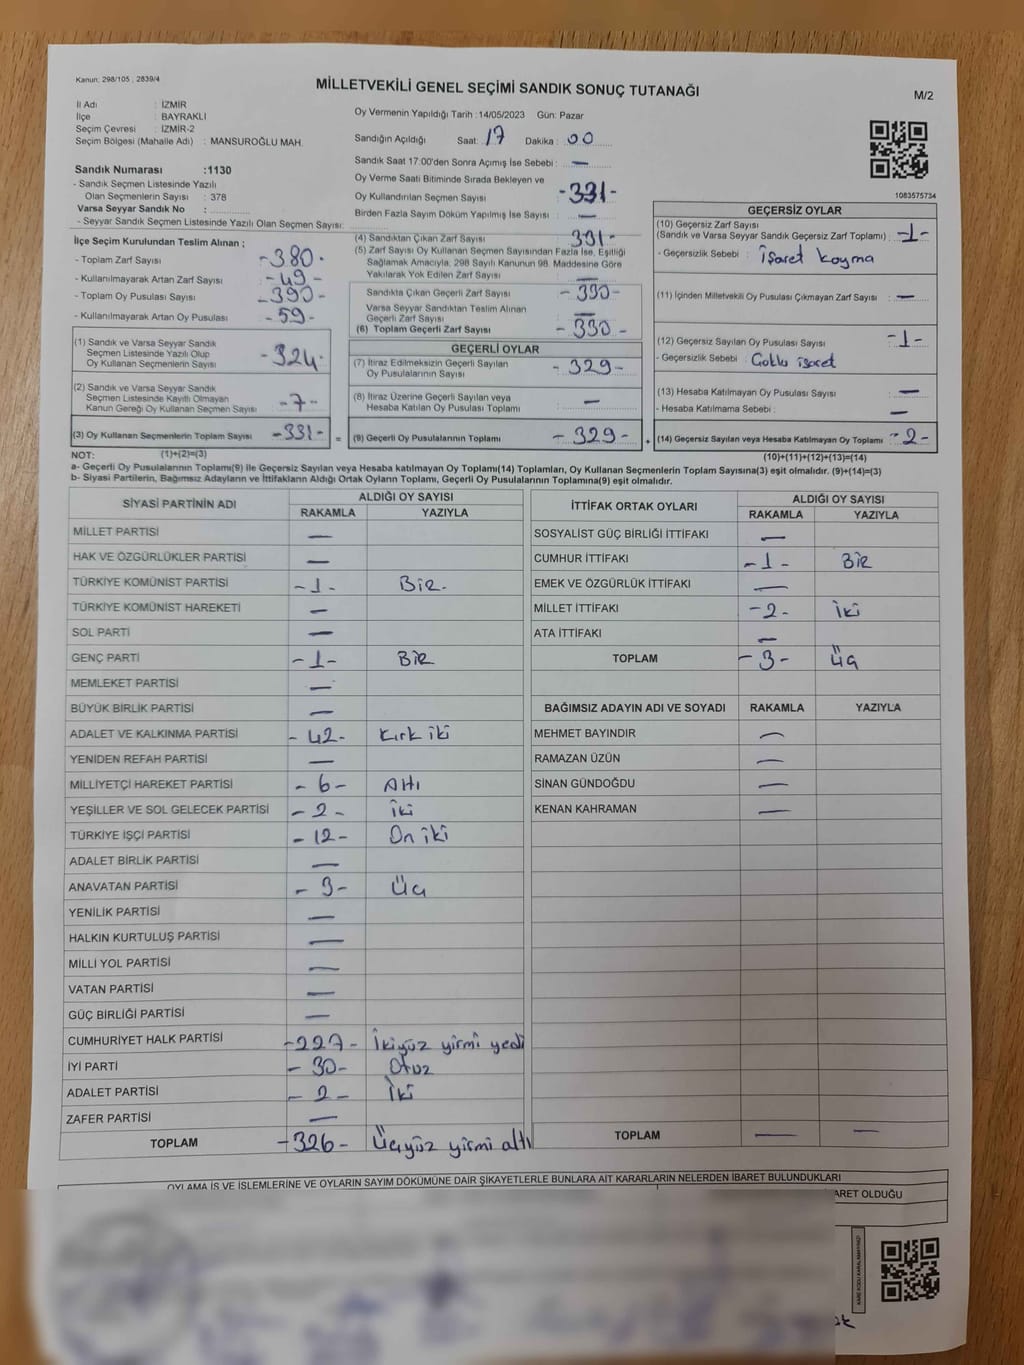 Kanun: 298/105 , 2839/4
MİLLETVEKİLİ GENEL SEÇİMİ SANDIK SONUÇ TUTANAĞI
M/2
İl Adı : İZMİR
İlçe : BAYRAKLI
Seçim Çevresi : İZMİR-2
Seçim Bölgesi (Mahalle Adı) : MANSUROĞLU MAH.
Sandık Numarası :1130
- Sandık Seçmen Listesinde Yazılı
Olan Seçmenlerin Sayısı : 378
Varsa Seyyar Sandık No :
- Seyyar Sandık Seçmen Listesinde Yazılı Olan Seçmen Sayısı:
Oy Vermenin Yapıldığı Tarih :14/05/2023 Gün: Pazar
Sandığın Açıldığı Saat: 17 Dakika : 00
Sandık Saat 17:00'den Sonra Açımış İse Sebebi : —
Oy Verme Saati Bitiminde Sırada Bekleyen ve
Oy Kullandırılan Seçmen Sayısı -331-
Birden Fazla Sayım Döküm Yapılmış İse Sayısı —
1083575734
İlçe Seçim Kurulundan Teslim Alınan ;
- Toplam Zarf Sayısı -380-
- Kullanılmayarak Artan Zarf Sayısı -49-
- Toplam Oy Pusulası Sayısı -390-
- Kullanılmayarak Artan Oy Pusulası -59-
(1) Sandık ve Varsa Seyyar Sandık
Seçmen Listesinde Yazılı Olup
Oy Kullanan Seçmenlerin Sayısı -324-
(2) Sandık ve Varsa Seyyar Sandık
Seçmen Listesinde Kayıtlı Olmayan
Kanun Gereği Oy Kullanan Seçmen Sayısı -7-
(3) Oy Kullanan Seçmenlerin Toplam Sayısı -331- =
(1)+(2)=(3)
(4) Sandıktan Çıkan Zarf Sayısı 331-
(5) Zarf Sayısı Oy Kullanan Seçmen Sayısından Fazla İse, Eşitliği
Sağlamak Amacıyla, 298 Sayılı Kanunun 98. Maddesine Göre
Yakılarak Yok Edilen Zarf Sayısı —
Sandıkta Çıkan Geçerli Zarf Sayısı -330-
Varsa Seyyar Sandıktan Teslim Alınan
Geçerli Zarf Sayısı —
(6) Toplam Geçerli Zarf Sayısı -330-
GEÇERLİ OYLAR
(7) İtiraz Edilmeksizin Geçerli Sayılan
Oy Pusulalarının Sayısı -329-
(8) İtiraz Üzerine Geçerli Sayılan veya
Hesaba Katılan Oy Pusulası Toplamı —
(9) Geçerli Oy Pusulalarının Toplamı -329- +
GEÇERSİZ OYLAR
(10) Geçersiz Zarf Sayısı
(Sandık ve Varsa Seyyar Sandık Geçersiz Zarf Toplamı) : -1-
- Geçersizlik Sebebi : İşaret koyma
(11) İçinden Milletvekili Oy Pusulası Çıkmayan Zarf Sayısı : —
(12) Geçersiz Sayılan Oy Pusulası Sayısı : -1-
- Geçersizlik Sebebi : Çoklu işaret
(13) Hesaba Katılmayan Oy Sayısı : —
- Hesaba Katılmama Sebebi : —
(14) Geçersiz Sayılan veya Hesaba Katılmayan Oy Toplamı -2-
(10)+(11)+(12)+(13)=(14)
NOT:
a- Geçerli Oy Pusulalarının Toplamı(9) ile Geçersiz Sayılan veya Hesaba katılmayan Oy Toplamı(14) Toplamları, Oy Kullanan Seçmenlerin Toplam Sayısına(3) eşit olmalıdır. (9)+(14)=(3)
b- Siyasi Partilerin, Bağımsız Adayların ve İttifakların Aldığı Ortak Oyların Toplamı, Geçerli Oy Pusulalarının Toplamına(9) eşit olmalıdır.
SİYASİ PARTİNİN ADI ALDIĞI OY SAYISI
RAKAMLA YAZIYLA
MİLLET PARTİSİ —
HAK VE ÖZGÜRLÜKLER PARTİSİ —
TÜRKİYE KOMÜNİST PARTİSİ -1- Bir.
TÜRKİYE KOMÜNİST HAREKETİ —
SOL PARTİ —
GENÇ PARTİ -1- Bir
MEMLEKET PARTİSİ —
BÜYÜK BİRLİK PARTİSİ —
ADALET VE KALKINMA PARTİSİ -42- Kırk iki
YENİDEN REFAH PARTİSİ —
MİLLİYETÇİ HAREKET PARTİSİ -6- Altı
YEŞİLLER VE SOL GELECEK PARTİSİ -2- İki
TÜRKİYE İŞÇİ PARTİSİ -12- On iki
ADALET BİRLİK PARTİSİ —
ANAVATAN PARTİSİ -3- Üç
YENİLİK PARTİSİ —
HALKIN KURTULUŞ PARTİSİ —
MİLLİ YOL PARTİSİ —
VATAN PARTİSİ —
GÜÇ BİRLİĞİ PARTİSİ —
CUMHURİYET HALK PARTİSİ -227- İkiyüz yirmi yedi
İYİ PARTİ -30- Otuz
ADALET PARTİSİ -2- İki
ZAFER PARTİSİ —
TOPLAM -326- Üçyüz yirmi altı
İTTİFAK ORTAK OYLARI ALDIĞI OY SAYISI
RAKAMLA YAZIYLA
SOSYALİST GÜÇ BİRLİĞİ İTTİFAKI —
CUMHUR İTTİFAKI -1- Bir
EMEK VE ÖZGÜRLÜK İTTİFAKI —
MİLLET İTTİFAKI -2- İki
ATA İTTİFAKI —
TOPLAM -3- Üç
BAĞIMSIZ ADAYIN ADI VE SOYADI RAKAMLA YAZIYLA
MEHMET BAYINDIR —
RAMAZAN ÜZÜN —
SİNAN GÜNDOĞDU —
KENAN KAHRAMAN —
TOPLAM — —
OYLAMA İŞ VE İŞLEMLERİNE VE OYLARIN SAYIM DÖKÜMÜNE DAİR ŞİKAYETLERLE BUNLARA AİT KARARLARIN NELERDEN İBARET BULUNDUKLARI
ARET OLDUĞU
KARE KODU KARALAMAYINIZ!